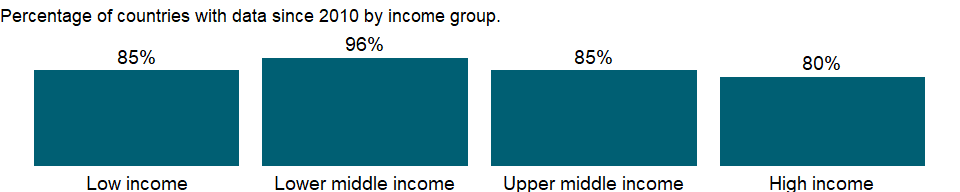 Percentage of countries with data since 2010 by income group.
85%
96%
85%
80%
Low income
Lower middle income
Upper middle income
High income